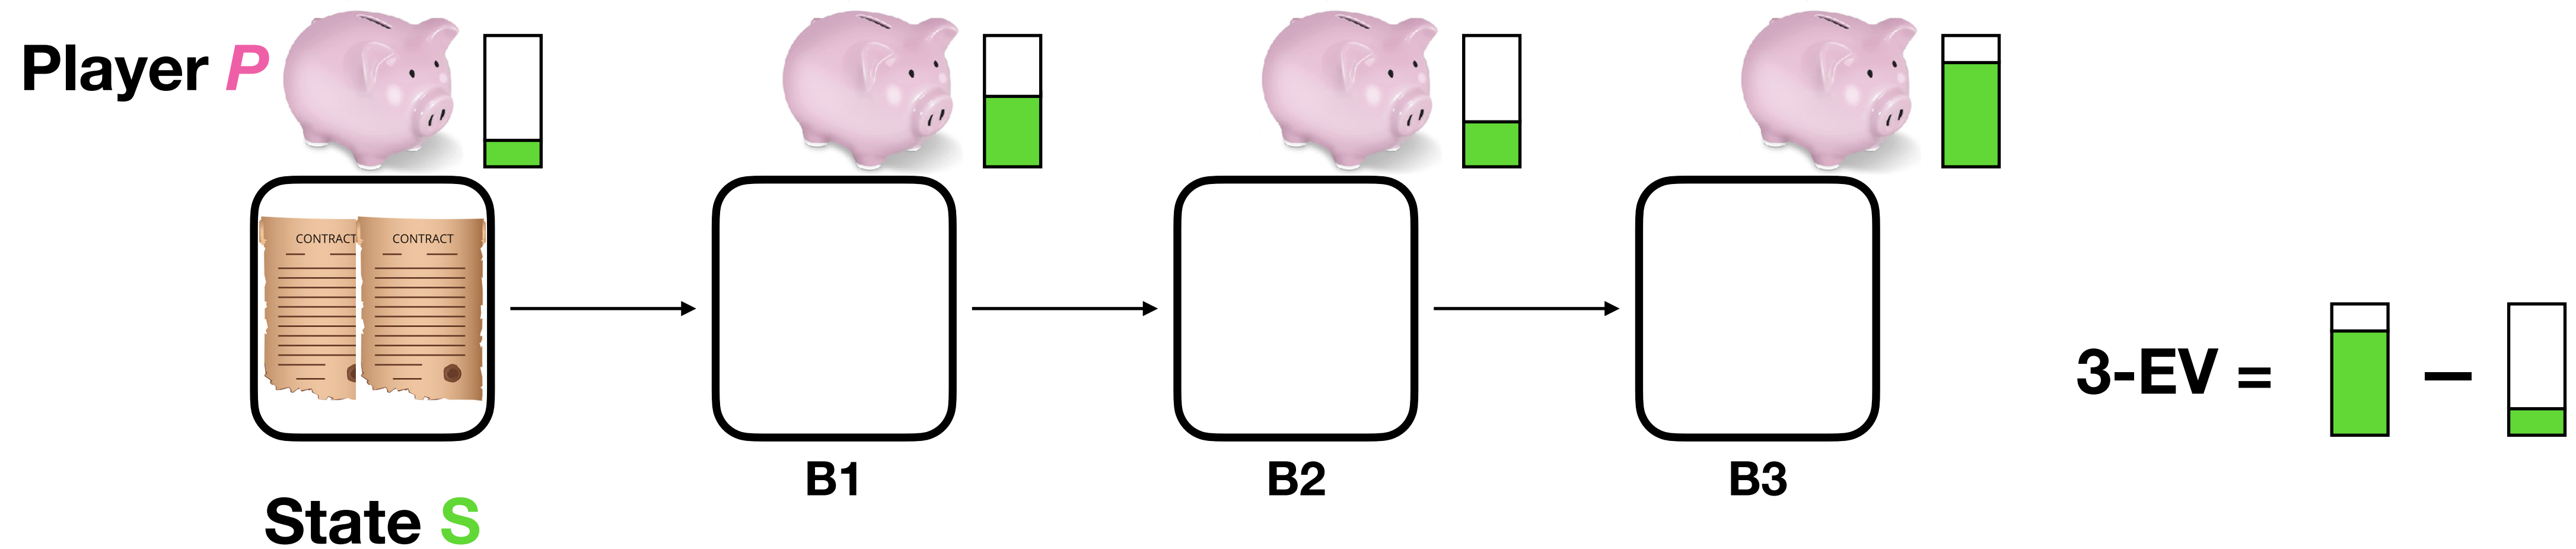 Player P
CONTRACT
CONTRACT
3-EV = –
B1
B2
B3
State S